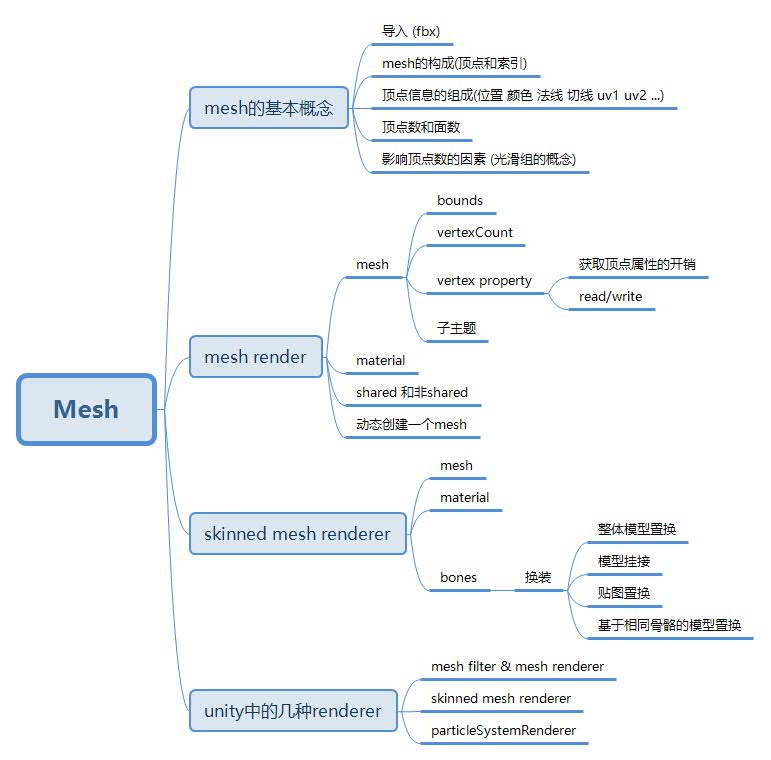 Mesh
mesh的基本概念
导入 (fbx)
mesh的构成(顶点和索引)
顶点信息的组成(位置 颜色 法线 切线 uv1 uv2 ...)
顶点数和面数
影响顶点数的因素 (光滑组的概念)
mesh render
mesh
bounds
vertexCount
vertex property
获取顶点属性的开销
read/write
子主题
material
shared 和非shared
动态创建一个mesh
skinned mesh renderer
mesh
material
bones
换装
整体模型置换
模型挂接
贴图置换
基于相同骨骼的模型置换
unity中的几种renderer
mesh filter & mesh renderer
skinned mesh renderer
particleSystemRenderer